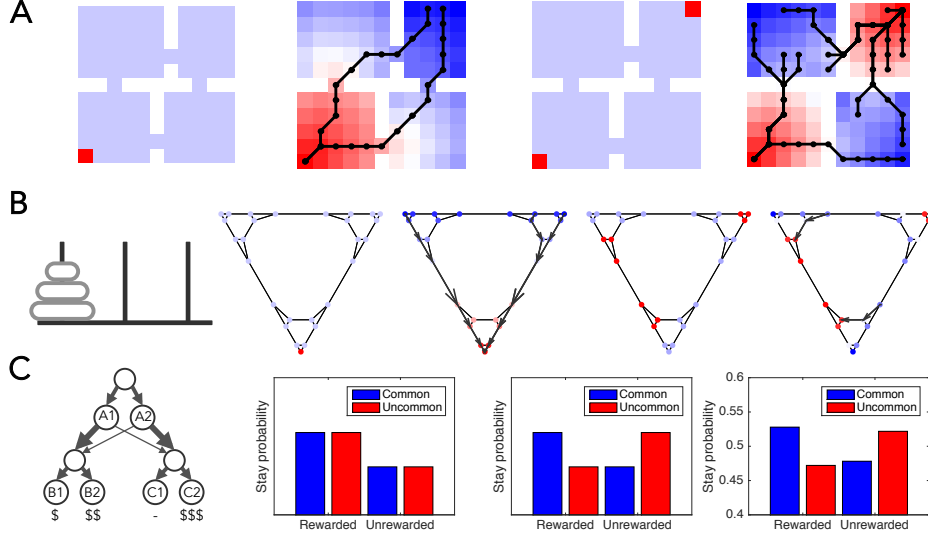 A
B
C
A1 A2
B1 B2 C1 C2
$ $$ - $$$
Stay probability
Common
Uncommon
Rewarded Unrewarded
Stay probability
Common
Uncommon
Rewarded Unrewarded
Stay probability
0.6
0.55
0.5
0.45
0.4
Common
Uncommon
Rewarded Unrewarded